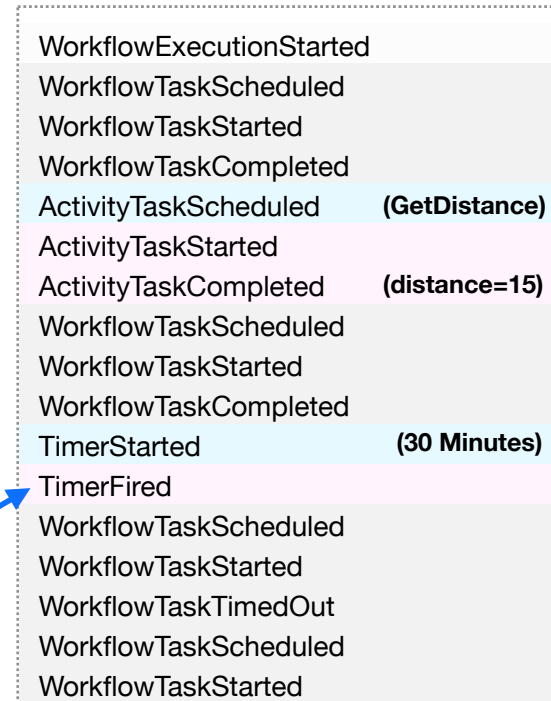 WorkflowExecutionStarted
WorkflowTaskScheduled
WorkflowTaskStarted
WorkflowTaskCompleted
ActivityTaskScheduled (GetDistance)
ActivityTaskStarted
ActivityTaskCompleted (distance=15)
WorkflowTaskScheduled
WorkflowTaskStarted
WorkflowTaskCompleted
TimerStarted (30 Minutes)
TimerFired
WorkflowTaskScheduled
WorkflowTaskStarted
WorkflowTaskTimedOut
WorkflowTaskScheduled
WorkflowTaskStarted